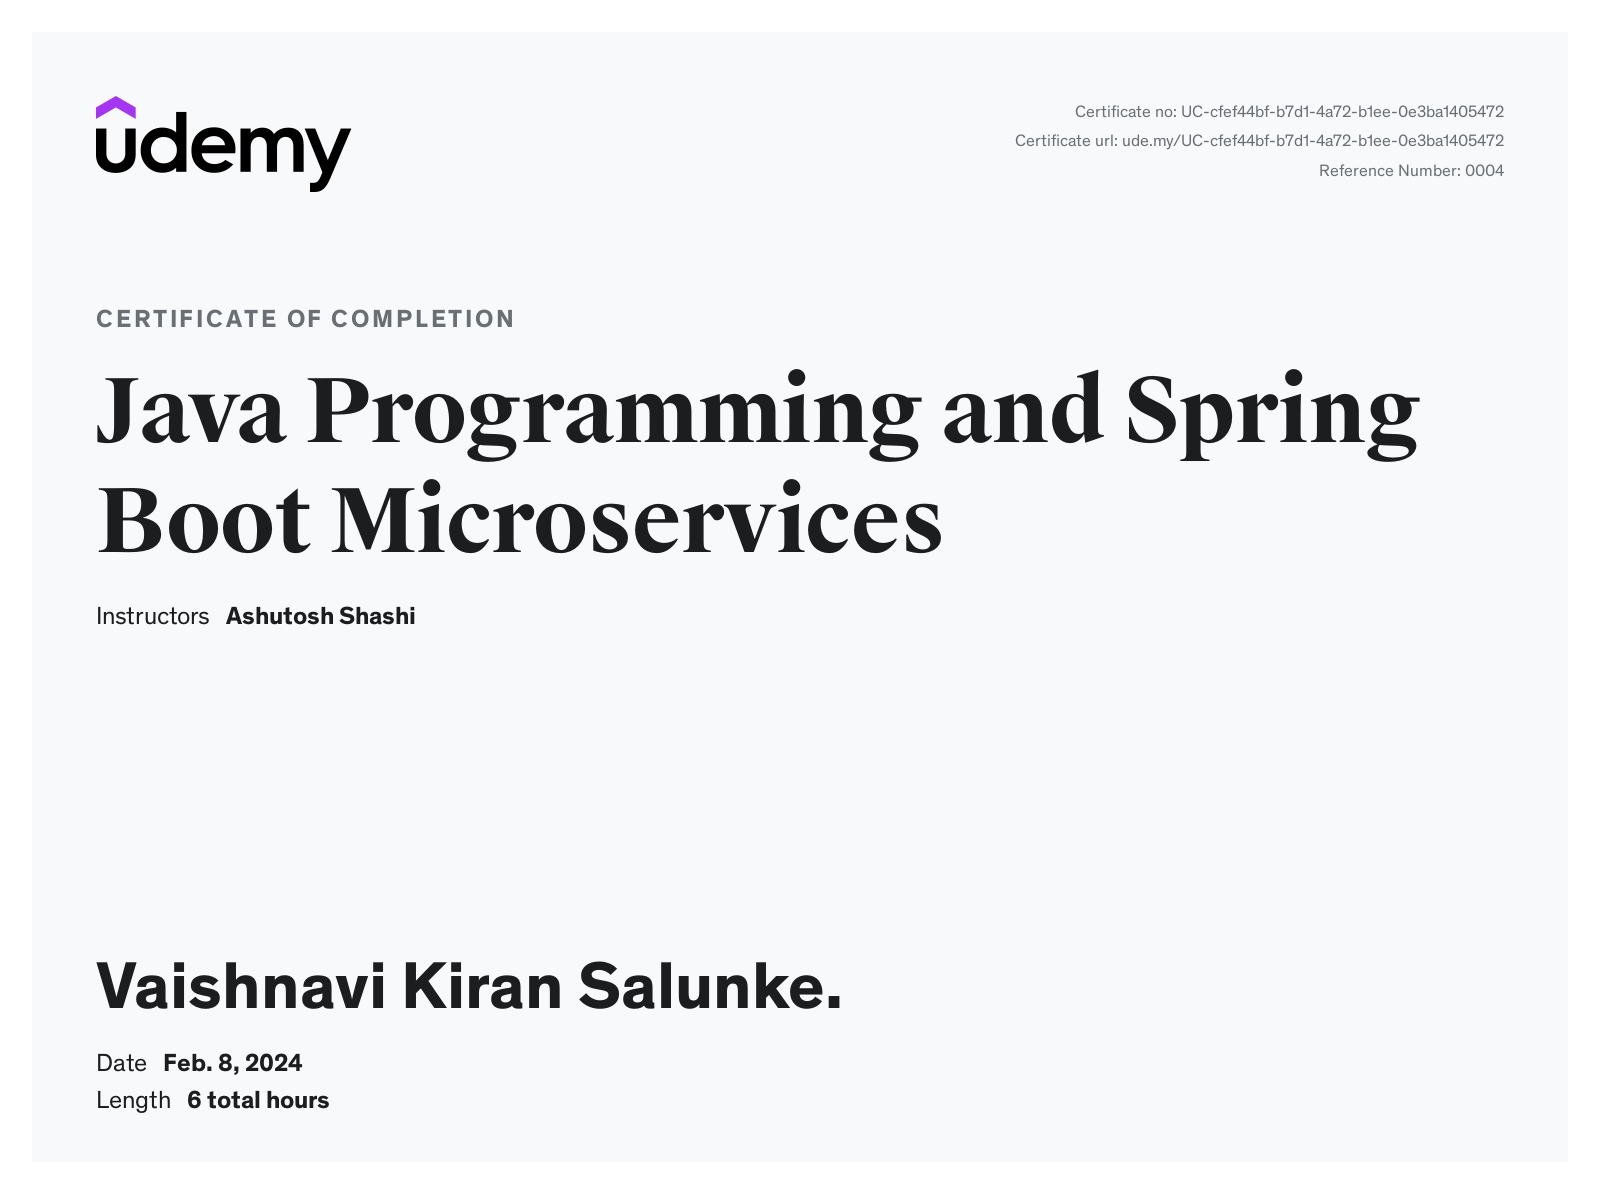 udemy
Certificate no: UC-cfef44bf-b7d1-4a72-b1ee-0e3ba1405472
Certificate url: ude.my/UC-cfef44bf-b7d1-4a72-b1ee-0e3ba1405472
Reference Number: 0004
CERTIFICATE OF COMPLETION
Java Programming and Spring
Boot Microservices
Instructors Ashutosh Shashi
Vaishnavi Kiran Salunke.
Date Feb. 8, 2024
Length 6 total hours